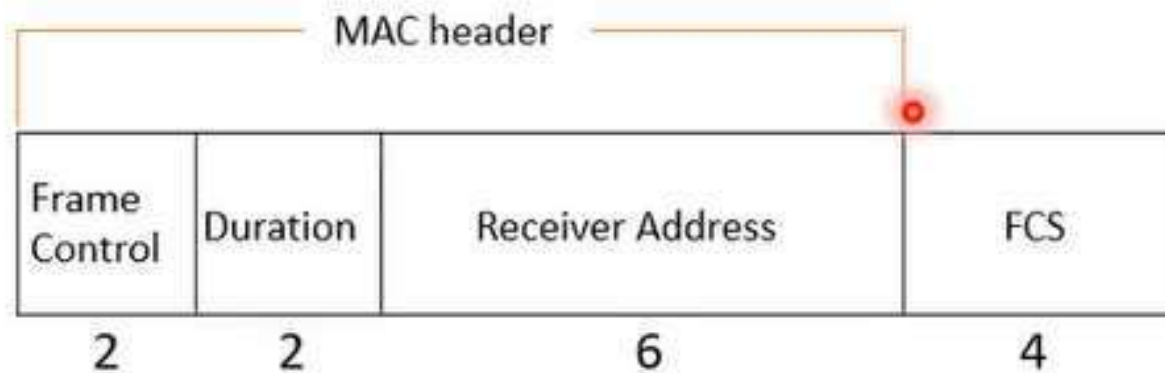 MAC header
Frame
Control
Duration
Receiver Address
FCS
2
2
6
4